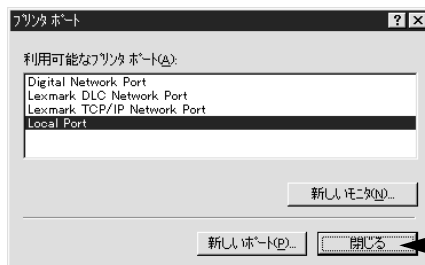 プリンタ ポート
利用可能なプリンタ ポート(A):
Digital Network Port
Lexmark DLC Network Port
Lexmark TCP/IP Network Port
Local Port
新しいモニタ(N)...
新しいポート(P)...
閉じる